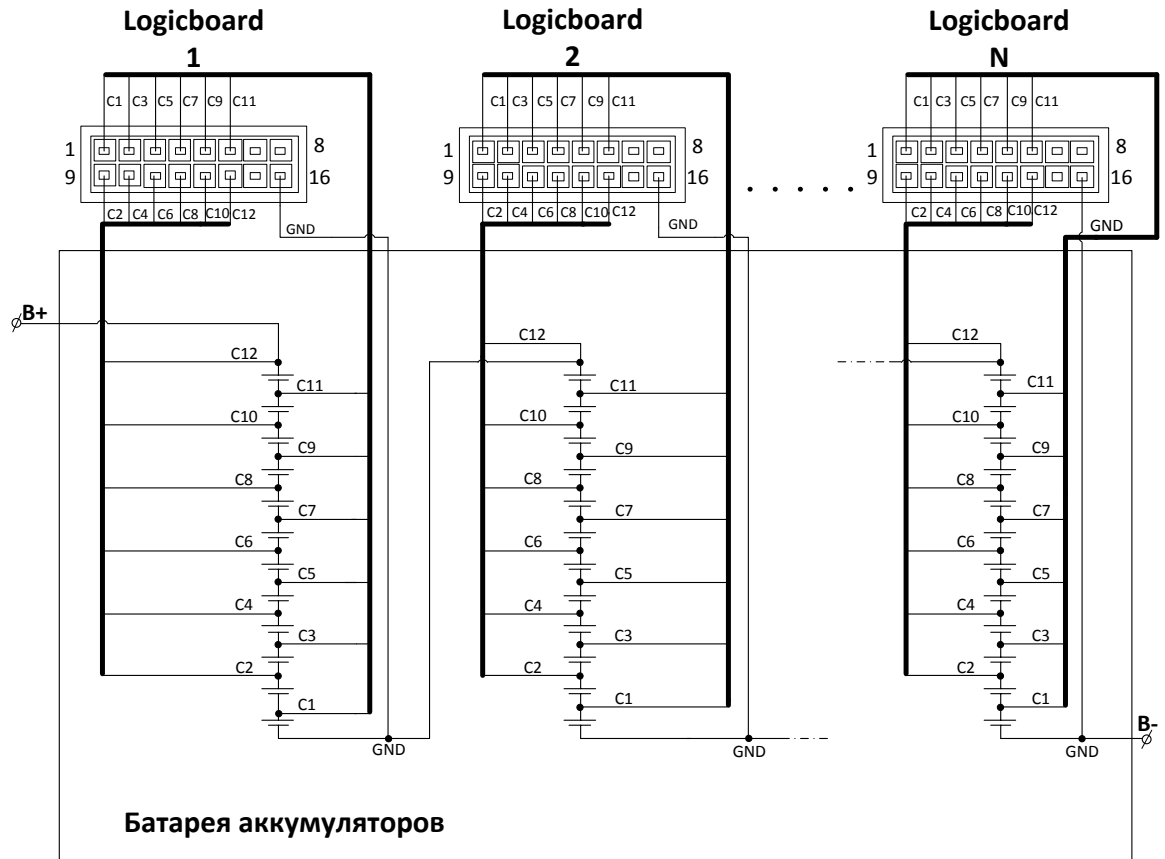 Logicboard
1
Logicboard
2
Logicboard
N
C1 C3 C5 C7 C9 C11
C1 C3 C5 C7 C9 C11
C1 C3 C5 C7 C9 C11
1 8
9 16
1 8
9 16
1 8
9 16
C2 C4 C6 C8 C10 C12
GND
C2 C4 C6 C8 C10 C12
GND
C2 C4 C6 C8 C10 C12
GND
B+
C12
C11
C10
C9
C8
C7
C6
C5
C4
C3
C2
C1
GND
C12
C11
C10
C9
C8
C7
C6
C5
C4
C3
C2
C1
GND
C12
C11
C10
C9
C8
C7
C6
C5
C4
C3
C2
C1
GND
B-
Батарея аккумуляторов